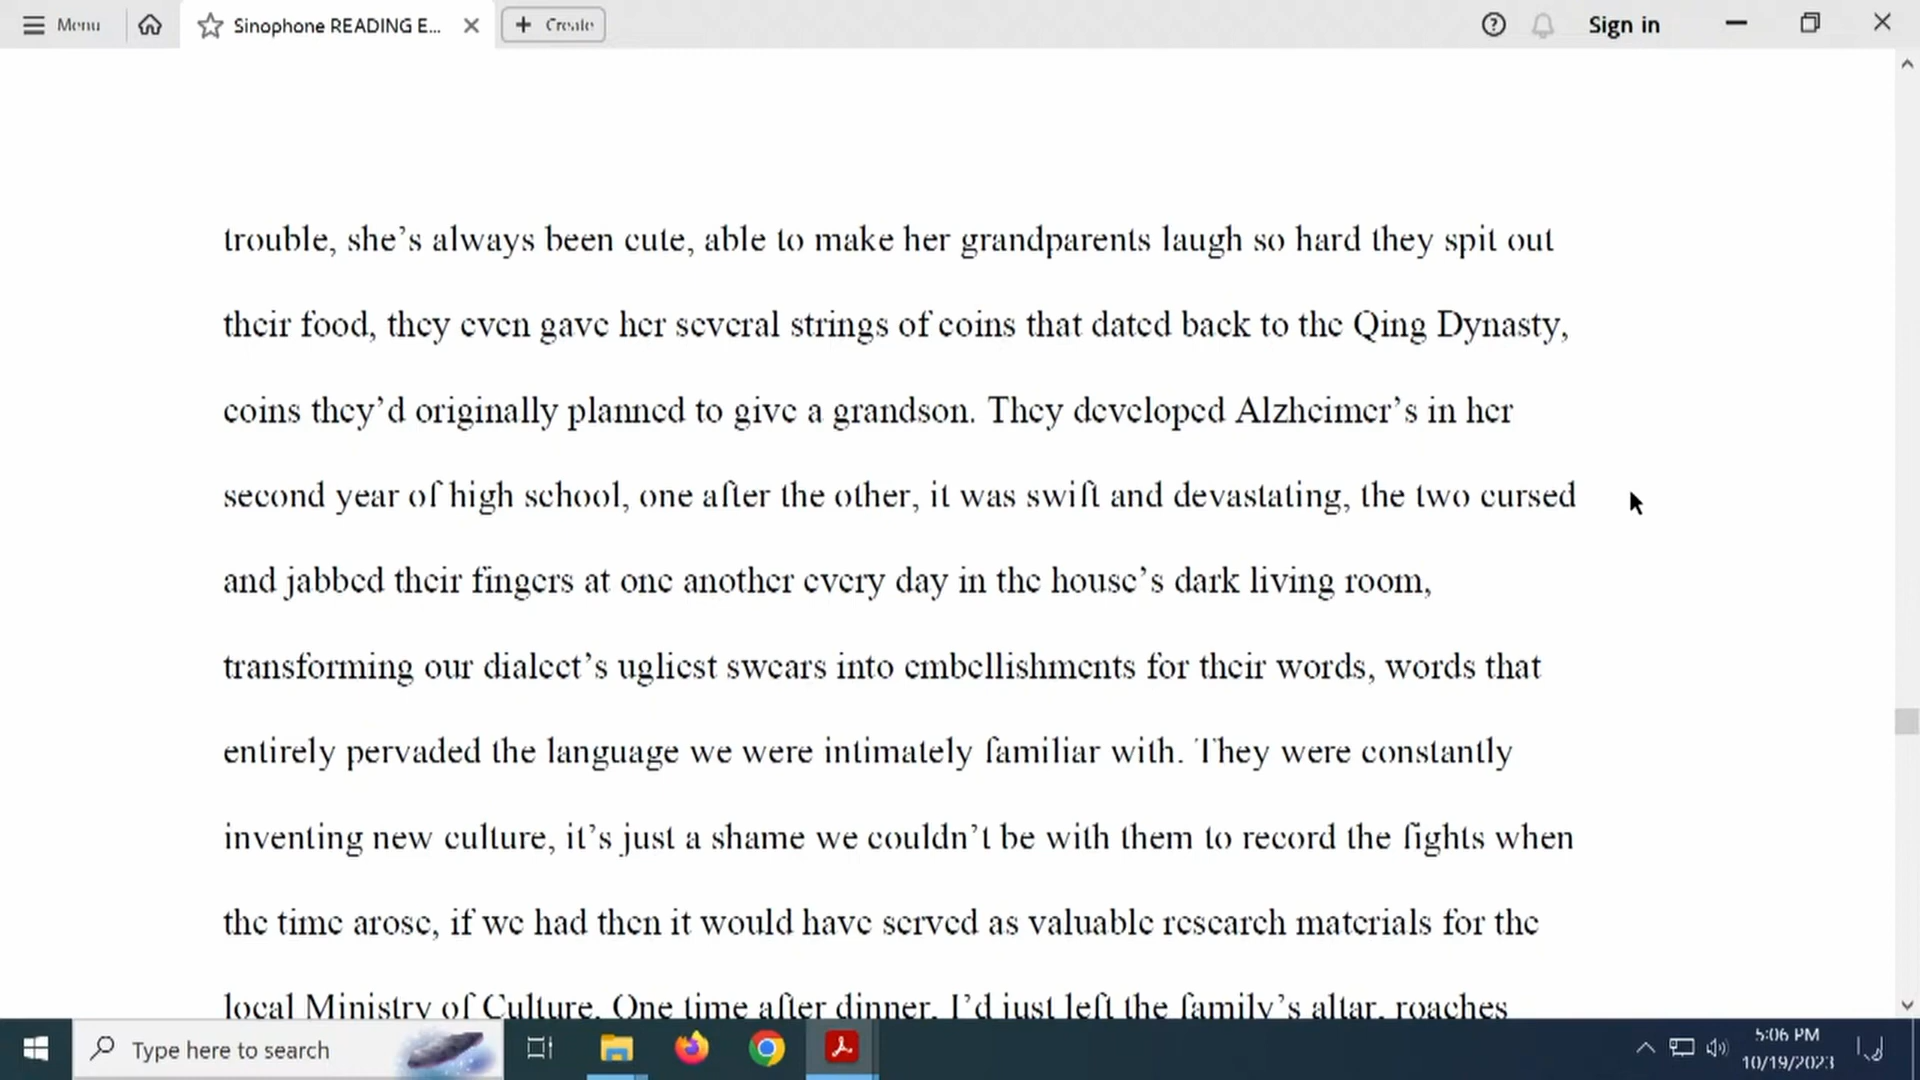 Menu
Sinophone READING E...
Create
Sign in
trouble, she’s always been cute, able to make her grandparents laugh so hard they spit out
their food, they even gave her several strings of coins that dated back to the Qing Dynasty,
coins they’d originally planned to give a grandson. They developed Alzheimer’s in her
second year of high school, one after the other, it was swift and devastating, the two cursed
and jabbed their fingers at one another every day in the house’s dark living room,
transforming our dialect’s ugliest swears into embellishments for their words, words that
entirely pervaded the language we were intimately familiar with. They were constantly
inventing new culture, it’s just a shame we couldn’t be with them to record the fights when
the time arose, if we had then it would have served as valuable research materials for the
local Ministry of Culture. One time after dinner, I’d just left the family’s altar, roaches
Type here to search
5:06 PM
10/19/2023